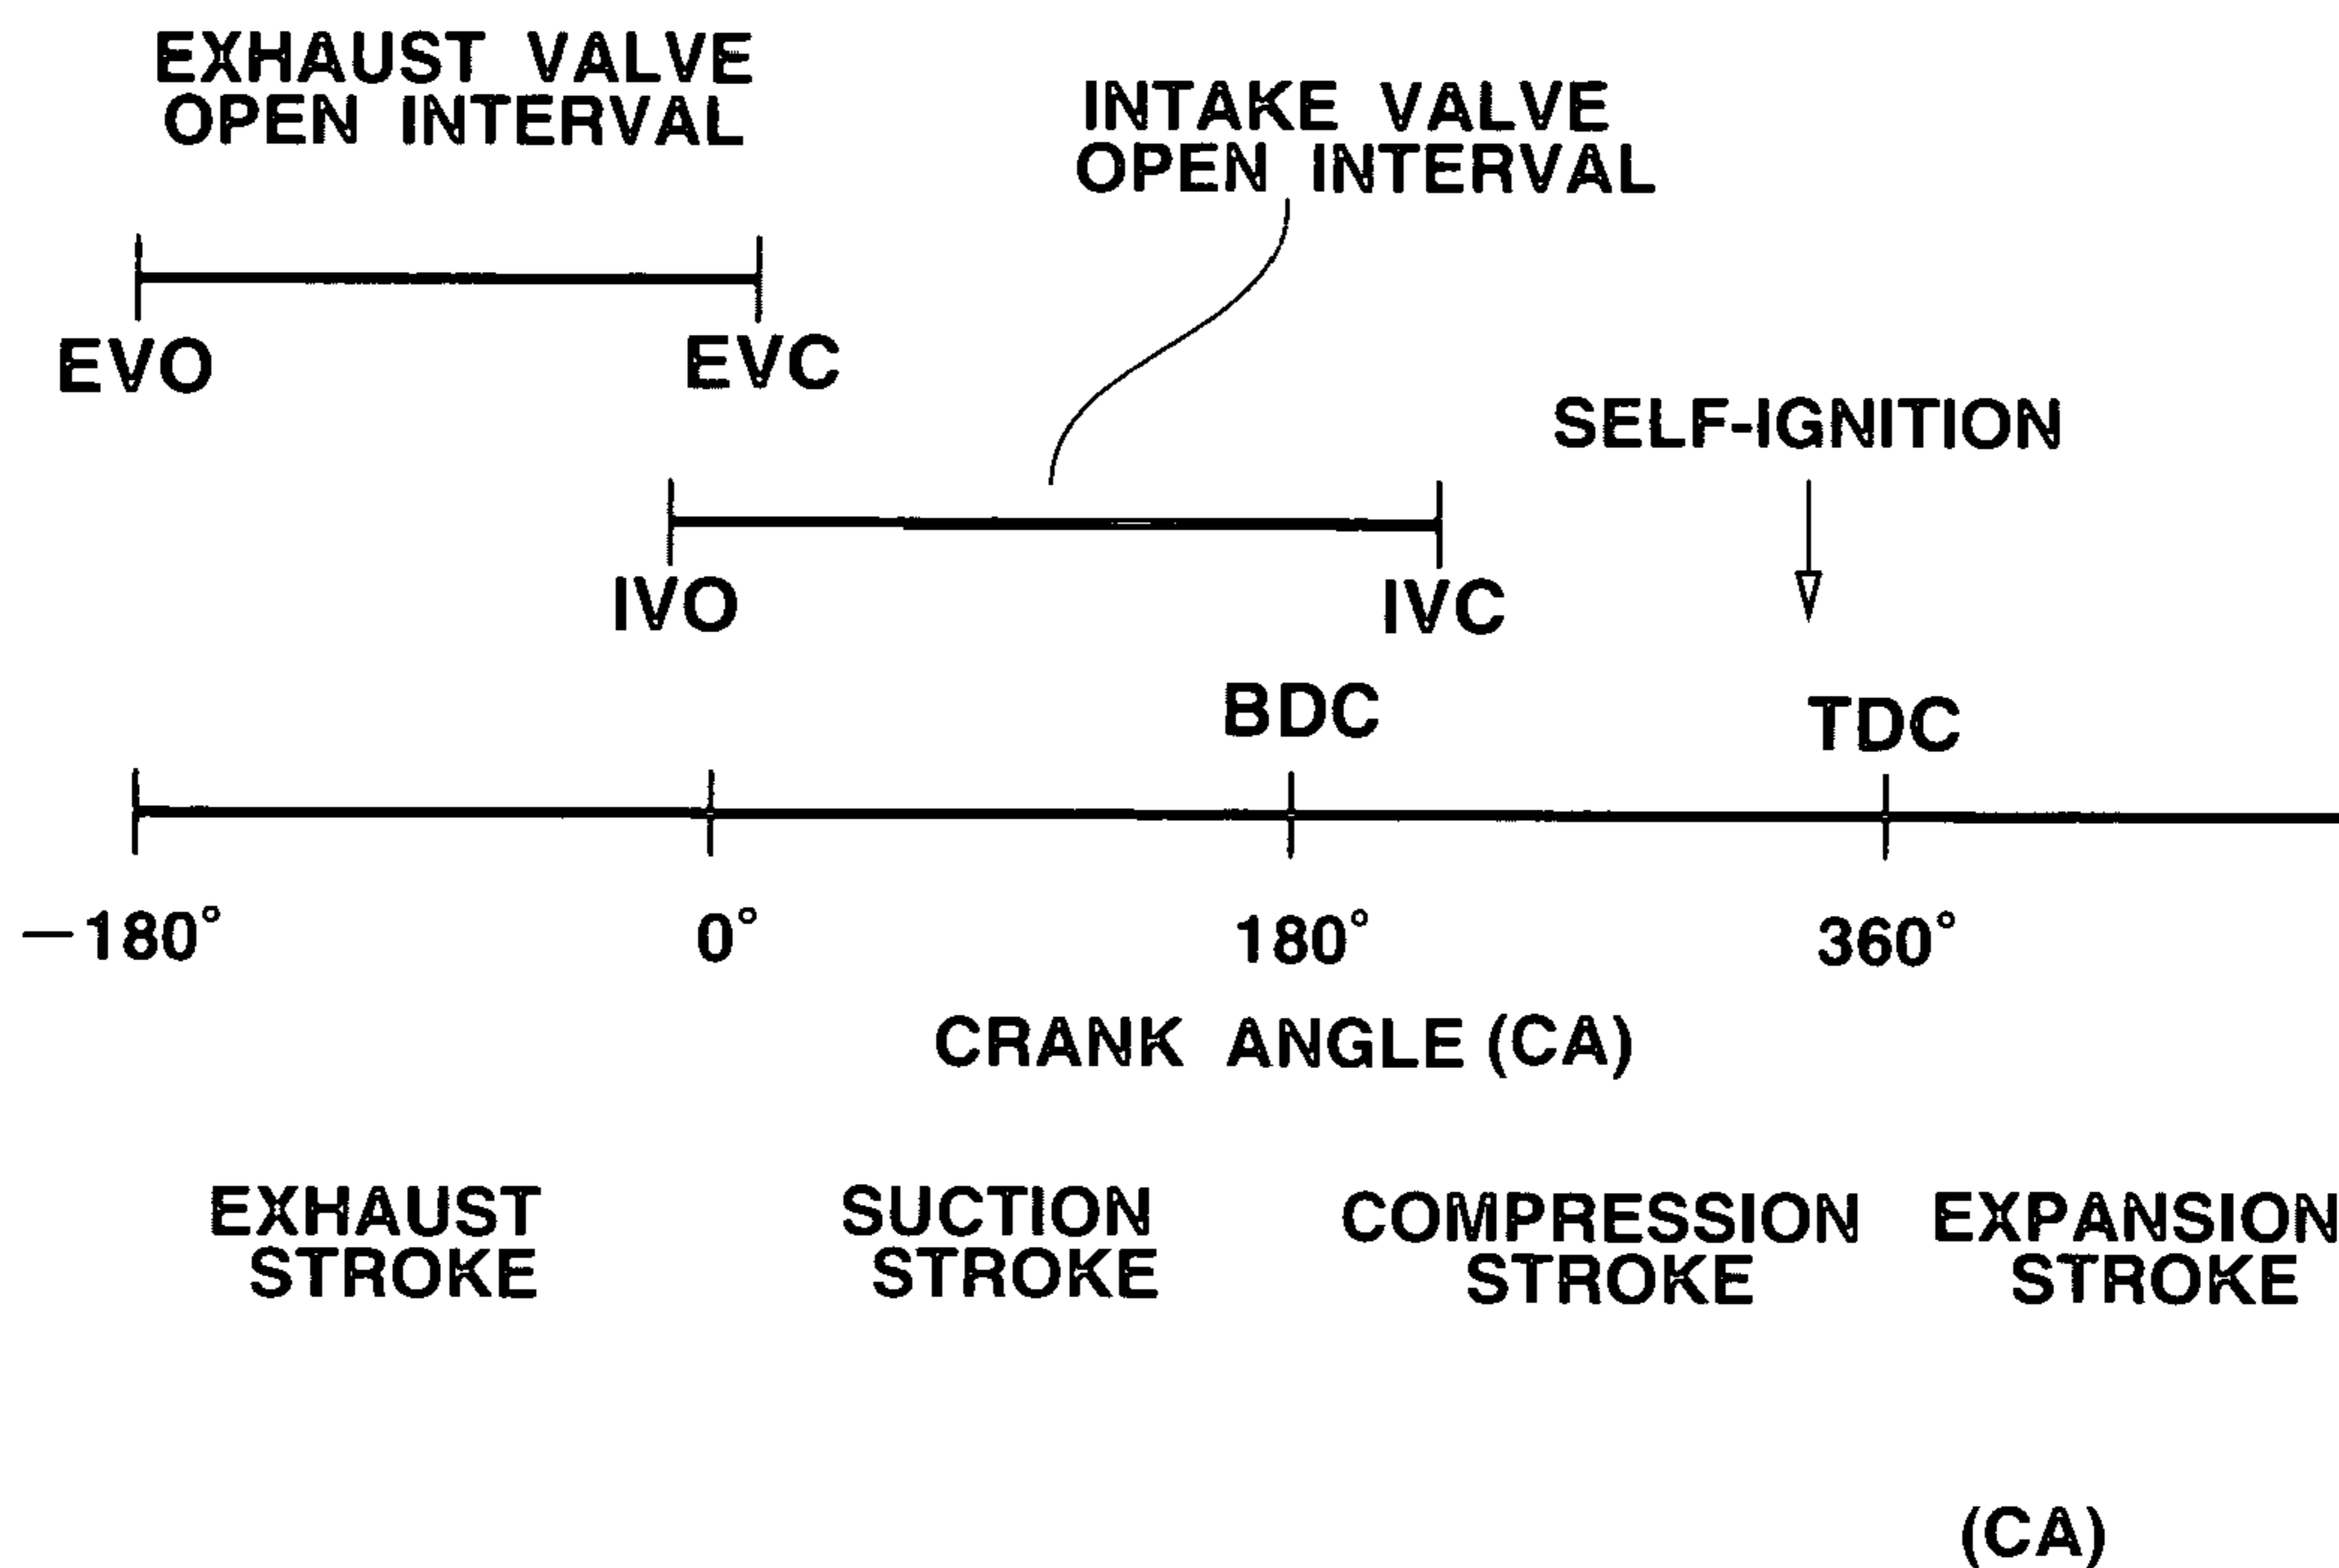 EXHAUST VALVE
OPEN INTERVAL
INTAKE VALVE
OPEN INTERVAL
EVO
EVC
SELF-IGNITION
IVO
IVC
BDC
TDC
—180°
0°
180°
360°
CRANK ANGLE (CA)
EXHAUST
STROKE
SUCTION
STROKE
COMPRESSION
STROKE
EXPANSION
STROKE
(CA)